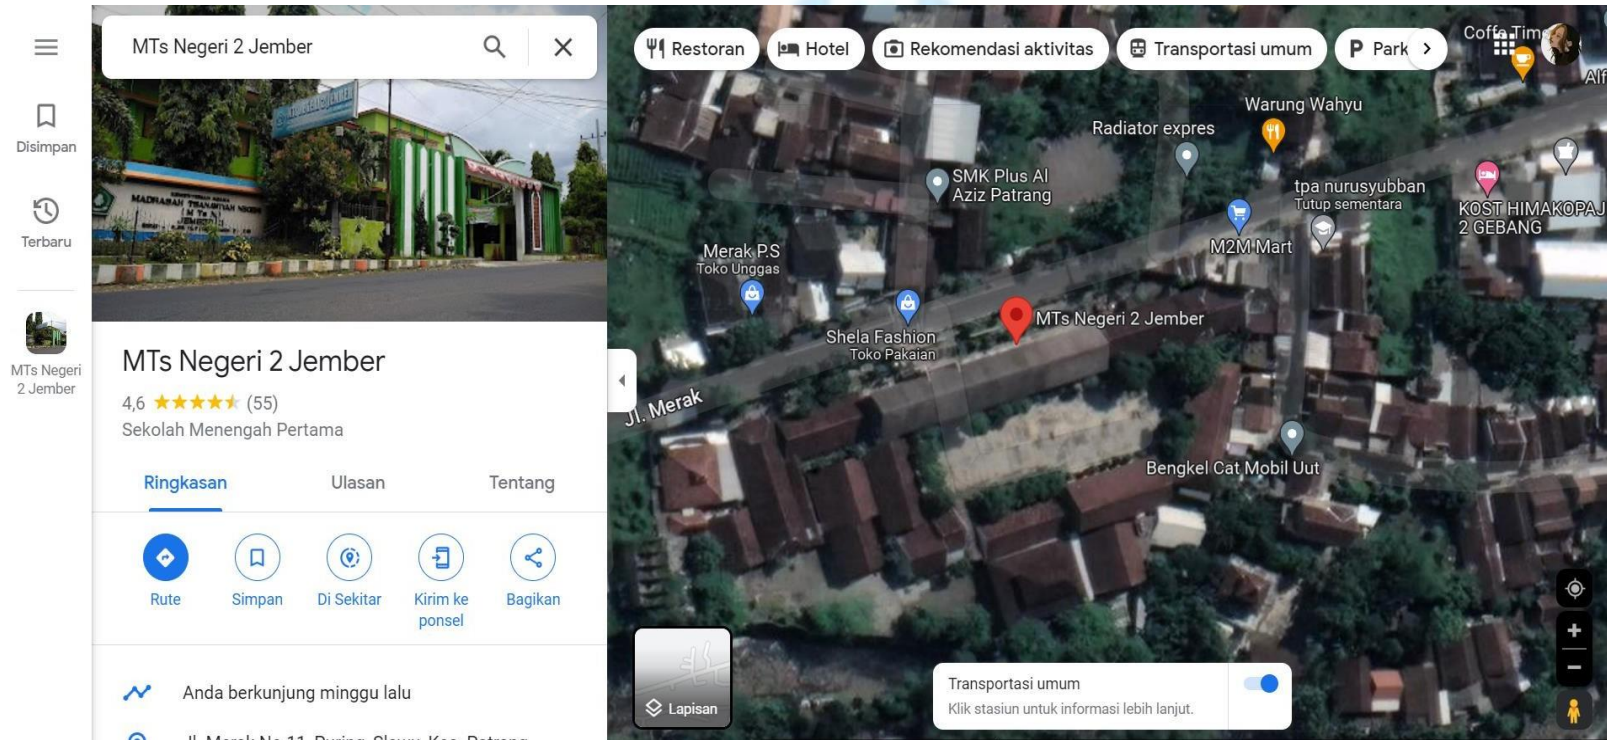 MTs Negeri 2 Jember
Disimpan
Terbaru
MTs Negeri
2 Jember
MTs Negeri 2 Jember
4,6 (55)
Sekolah Menengah Pertama
Ringkasan Ulasan Tentang
Rute Simpan Di Sekitar Kirim ke ponsel Bagikan
Anda berkunjung minggu lalu
Restoran Hotel Rekomendasi aktivitas Transportasi umum Park
Warung Wahyu
Radiator expres
SMK Plus Al
Aziz Patrang
tpa nurusyubban
Tutup sementara
KOST HIMAKOPAJ
2 GEBANG
M2M Mart
Merak P.S
Toko Unggas
Shela Fashion
Toko Pakaian
MTs Negeri 2 Jember
Jl. Merak
Bengkel Cat Mobil Uut
Lapisan
Transportasi umum
Klik stasiun untuk informasi lebih lanjut.